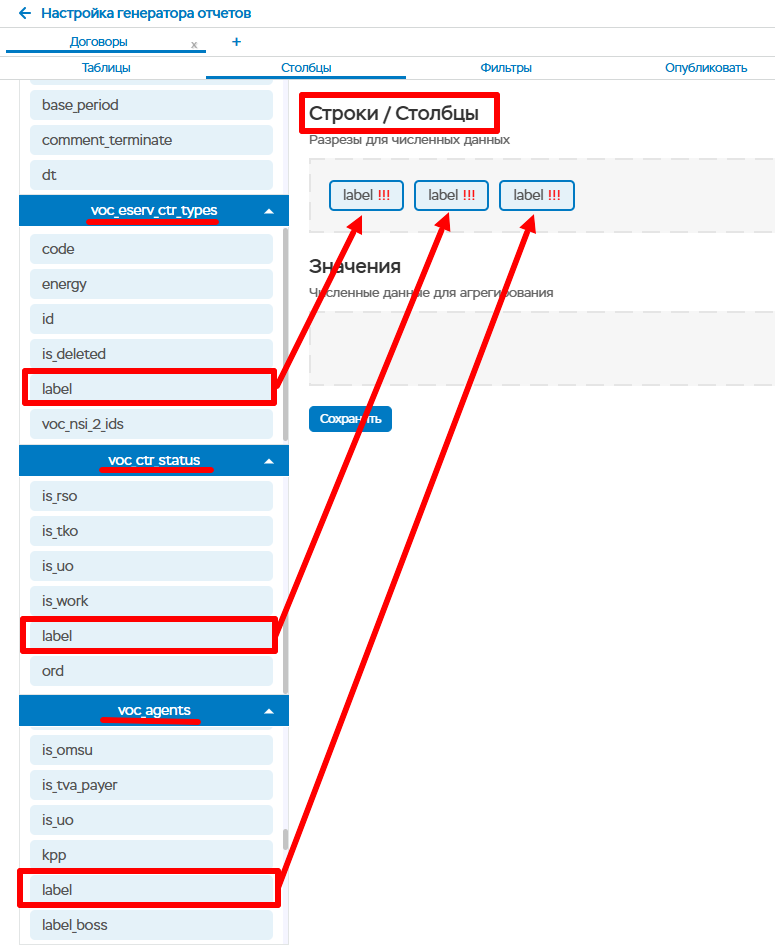 Настройка генератора отчетов
Договоры x +
Таблицы Столбцы Фильтры Опубликовать
base_period
comment_terminate
dt
voc_eserv_ctr_types
code
energy
id
is_deleted
label
voc_nsi_2_ids
voc_ctr_status
is_rso
is_tko
is_uo
is_work
label
ord
voc_agents
is_omsu
is_tva_payer
is_uo
kpp
label
label_boss
Строки / Столбцы
Разрезы для численных данных
label !!! label !!! label !!!
Значения
Численные данные для агрегирования
Сохранить